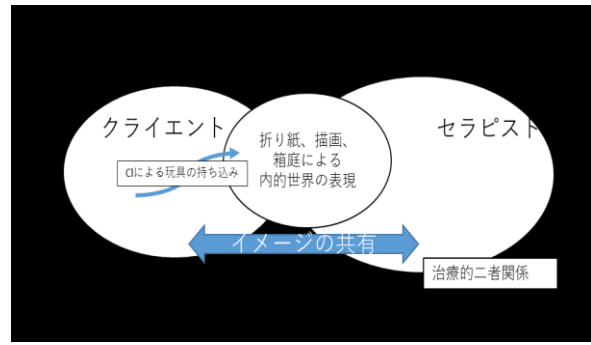 クライエント
セラピスト
折り紙、描画、
箱庭による
内的世界の表現
Clによる玩具の持ち込み
イメージの共有
治療的二者関係